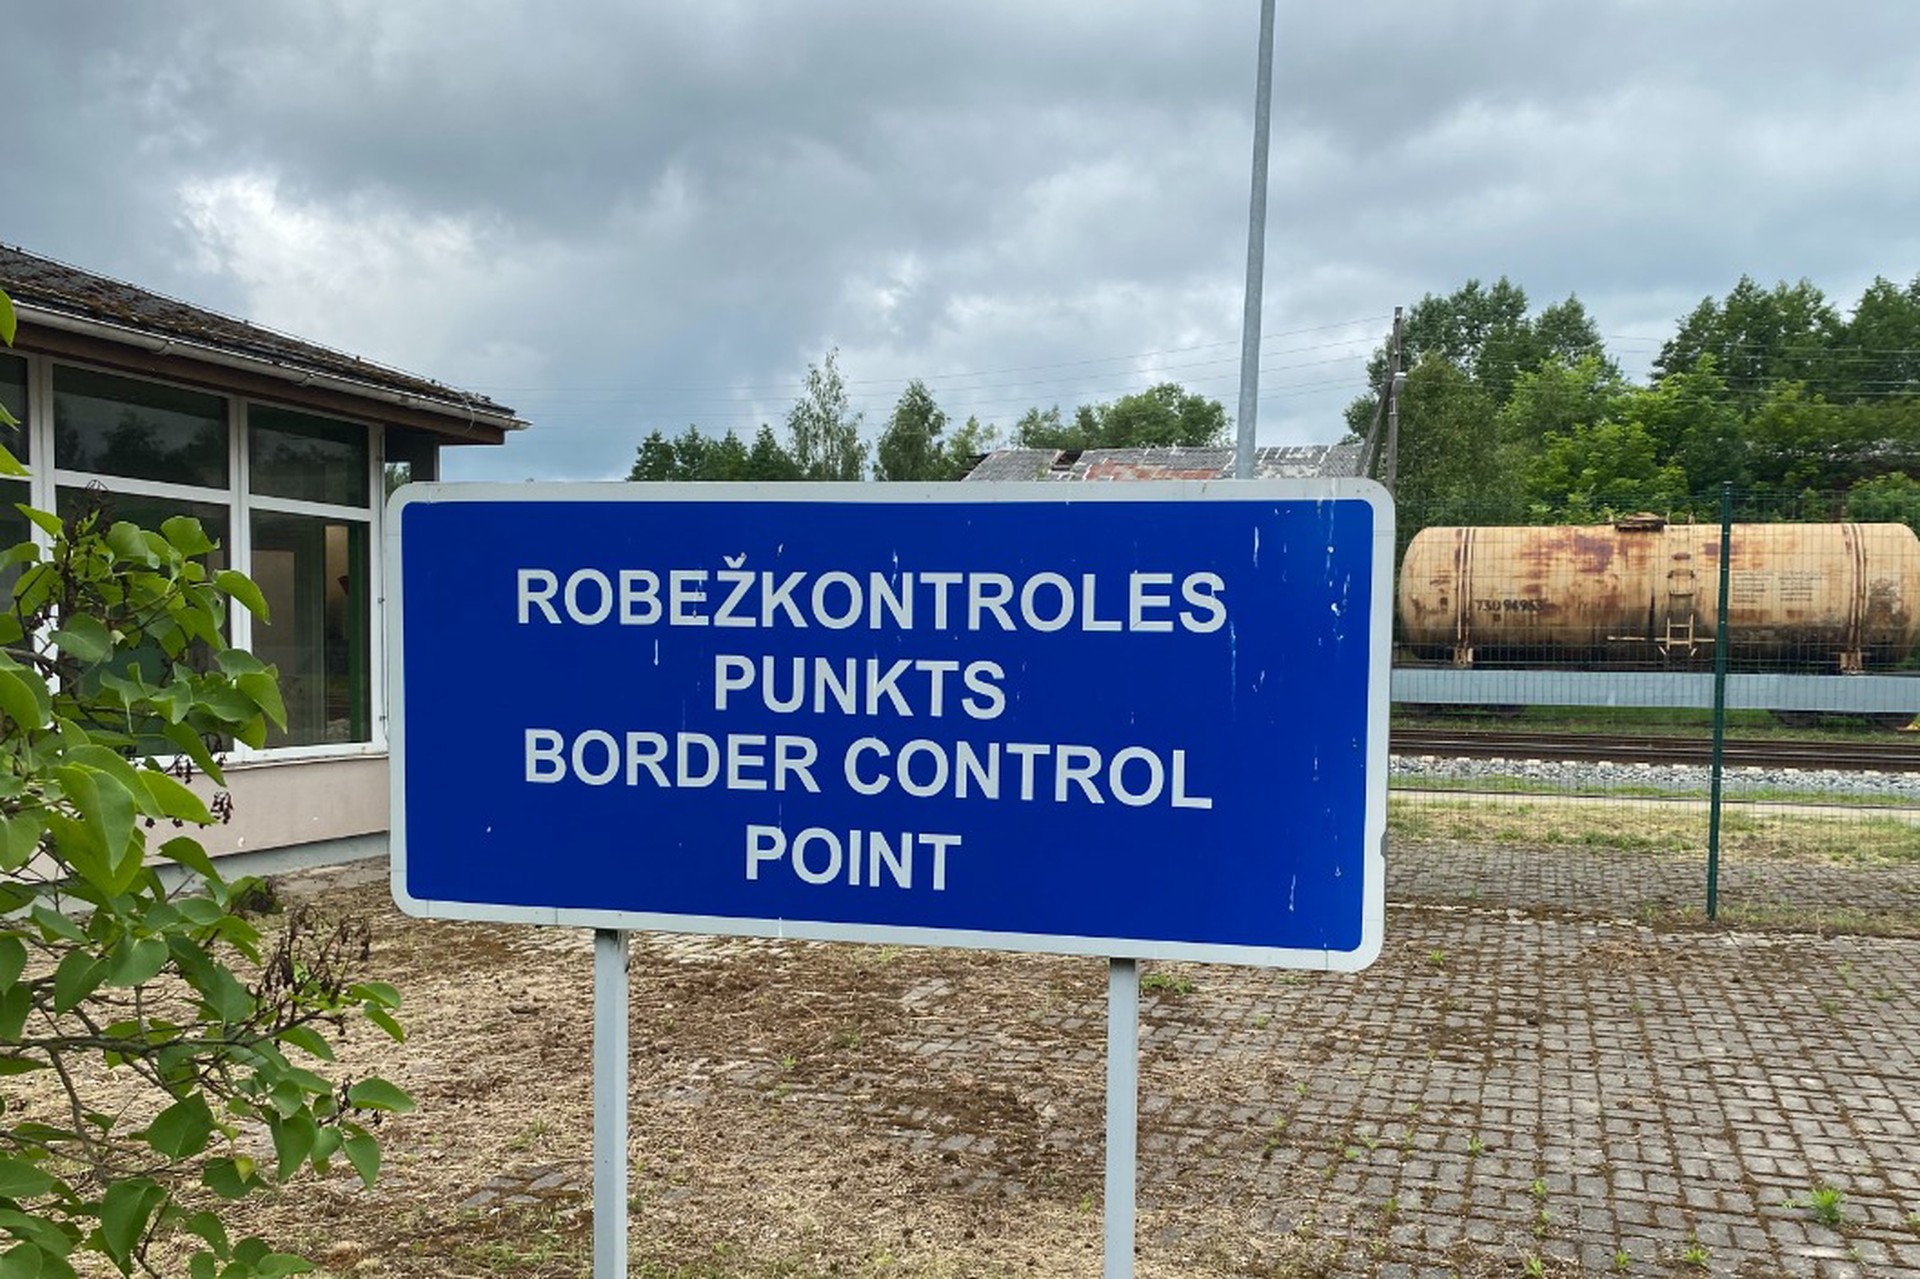 ROBEŽKONTROLES
PUNKTS
BORDER CONTROL
POINT